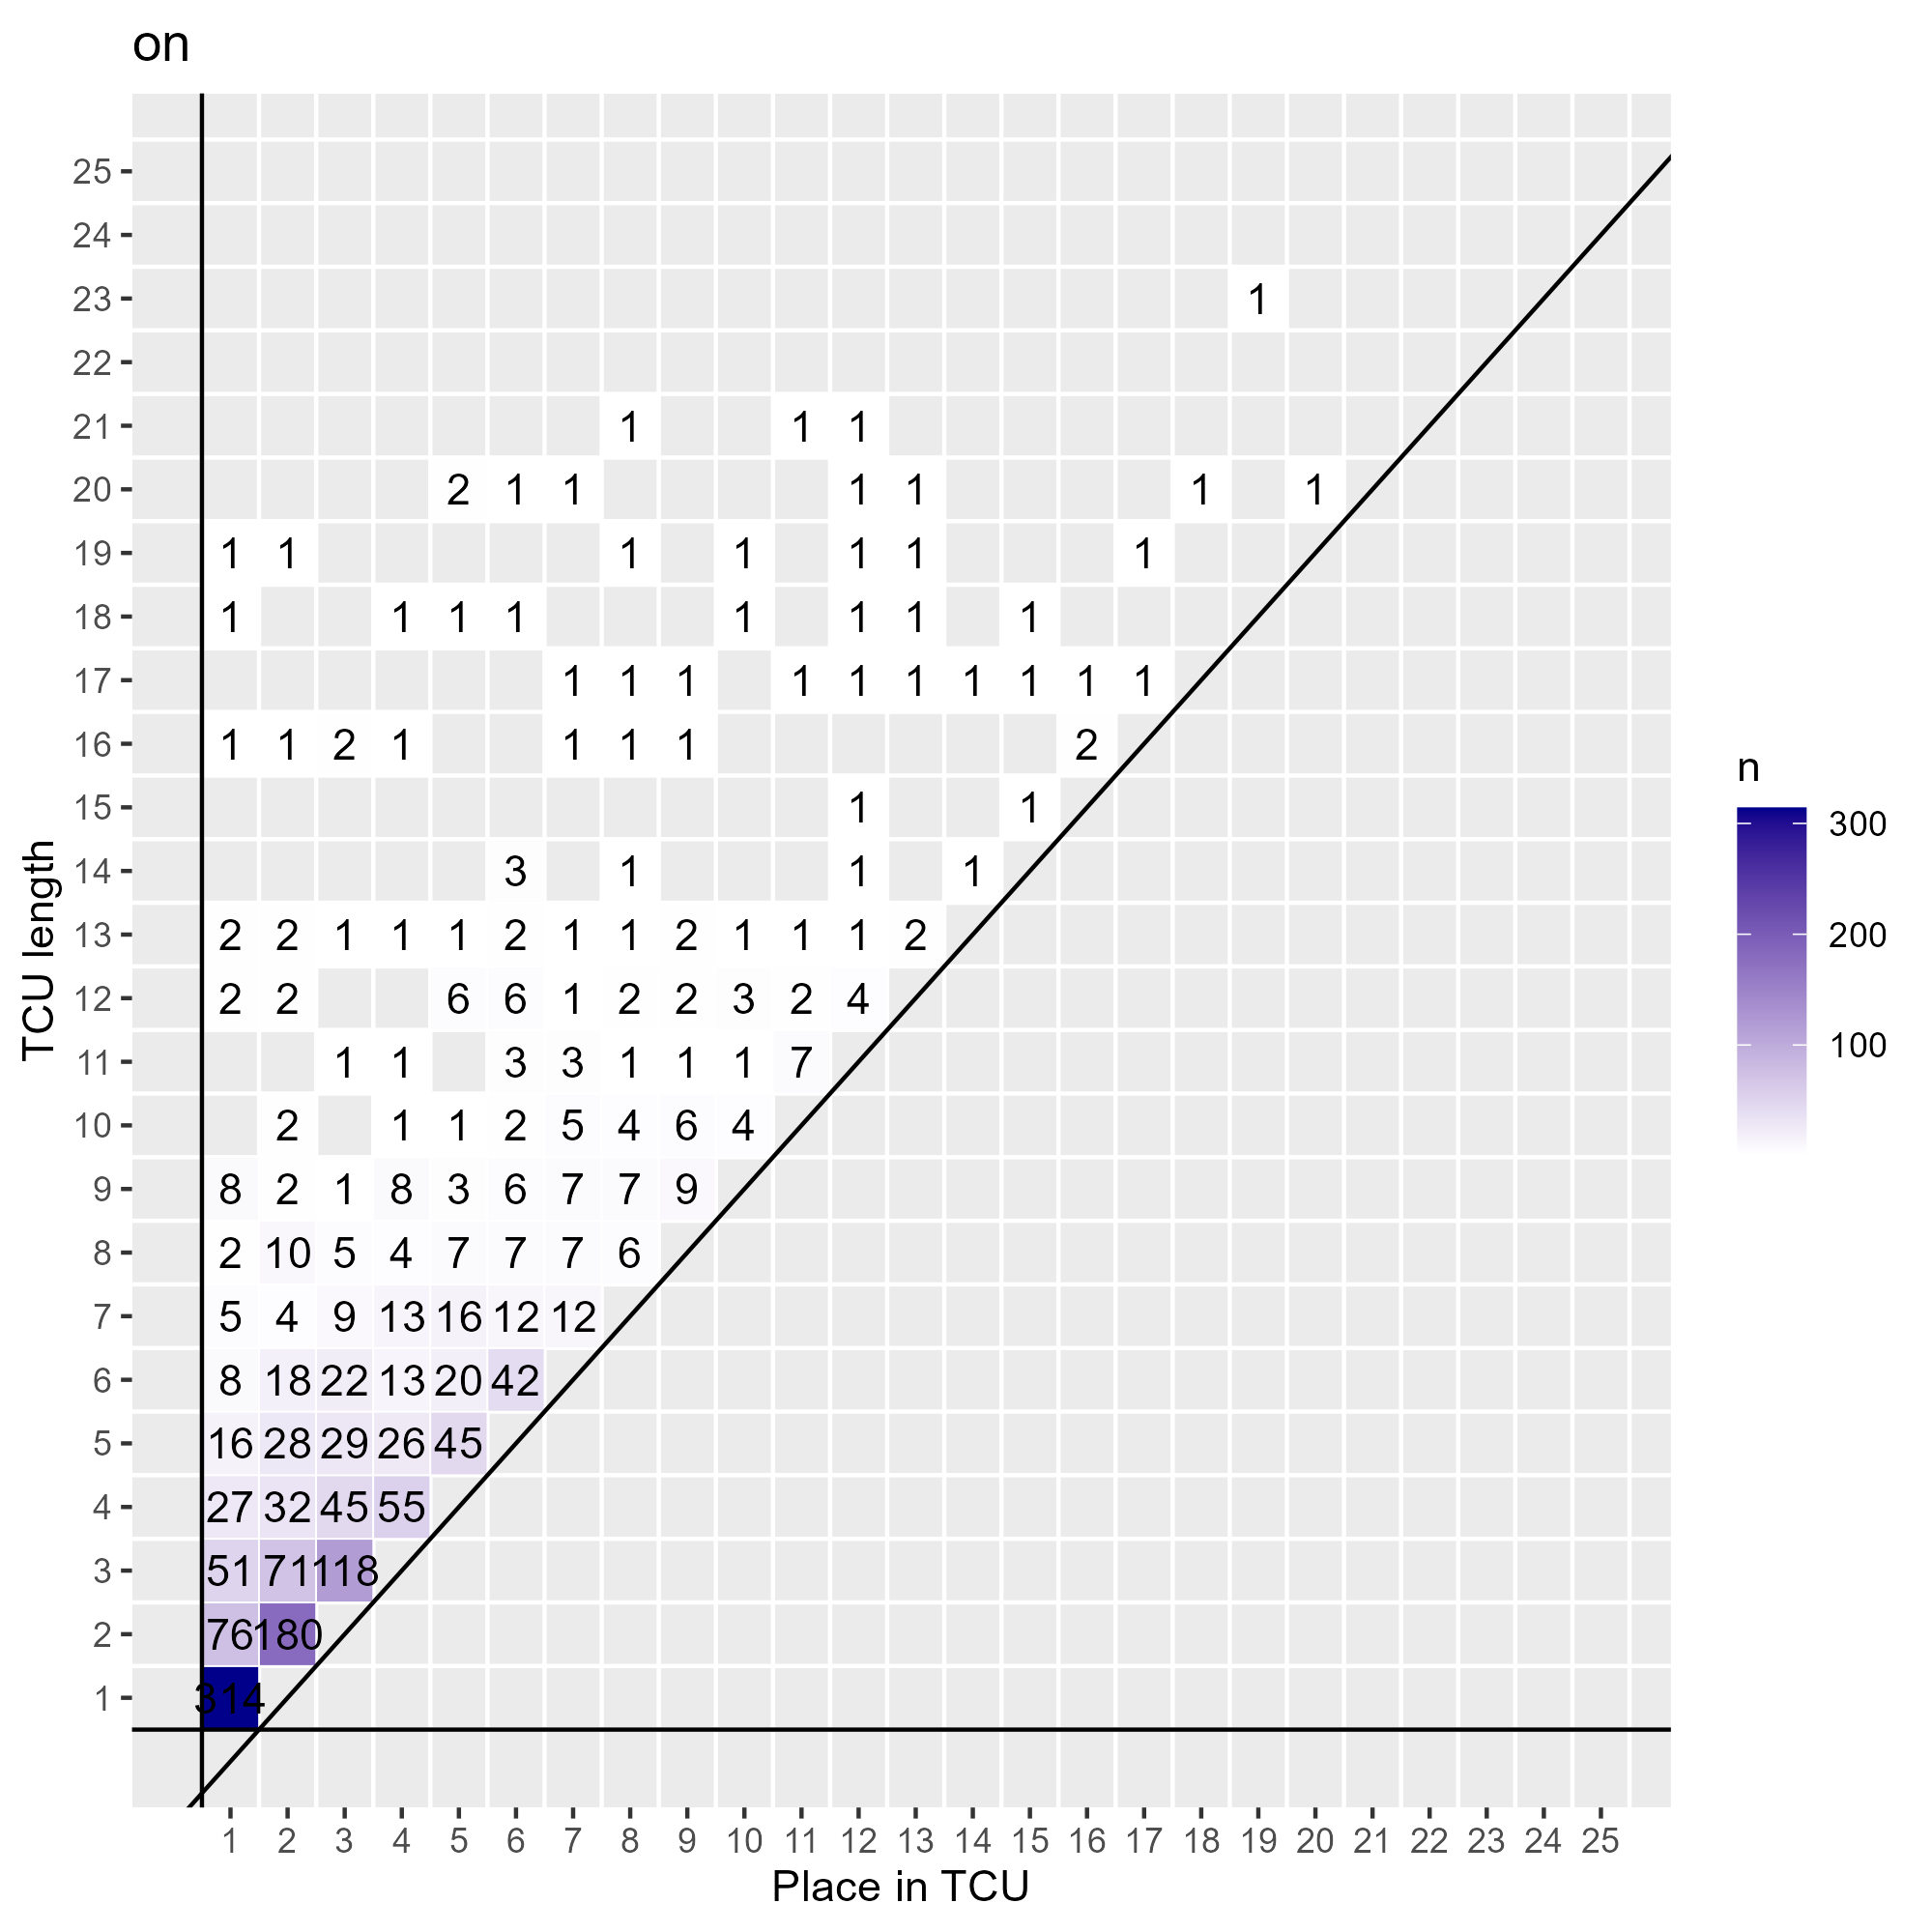 on
25
24
23 1
22
21 1 1 1
20 2 1 1 1 1 1 1
19 1 1 1 1 1 1 1
18 1 1 1 1 1 1 1 1
17 1 1 1 1 1 1 1 1 1 1
16 1 1 2 1 1 1 1 2
15 1 1
14 3 1 1 1
13 2 2 1 1 1 2 1 1 2 1 1 1 2
12 2 2 6 6 1 2 2 3 2 4
11 1 1 3 3 1 1 1 7
10 2 1 1 2 5 4 6 4
9 8 2 1 8 3 6 7 7 9
8 2 10 5 4 7 7 7 6
7 5 4 9 13 16 12 12
6 8 18 22 13 20 42
5 16 28 29 26 45
4 27 32 45 55
3 51 71 118
2 76 180
1 314
1 2 3 4 5 6 7 8 9 10 11 12 13 14 15 16 17 18 19 20 21 22 23 24 25
Place in TCU
TCU length
n
300
200
100